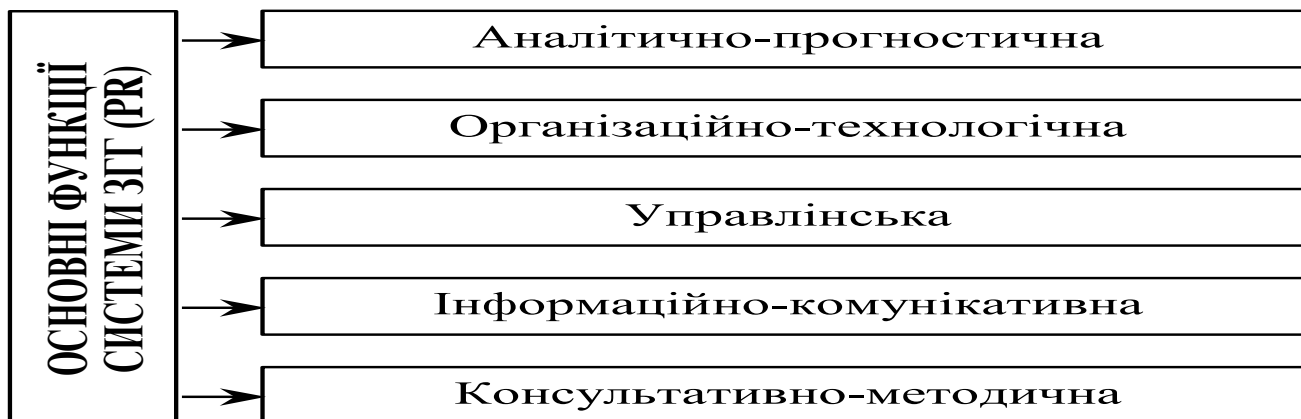 ОСНОВНІ ФУНКЦІЇ
СИСТЕМИ ЗГГ (PR)
Аналітично-прогностична
Організаційно-технологічна
Управлінська
Інформаційно-комунікативна
Консультативно-методична